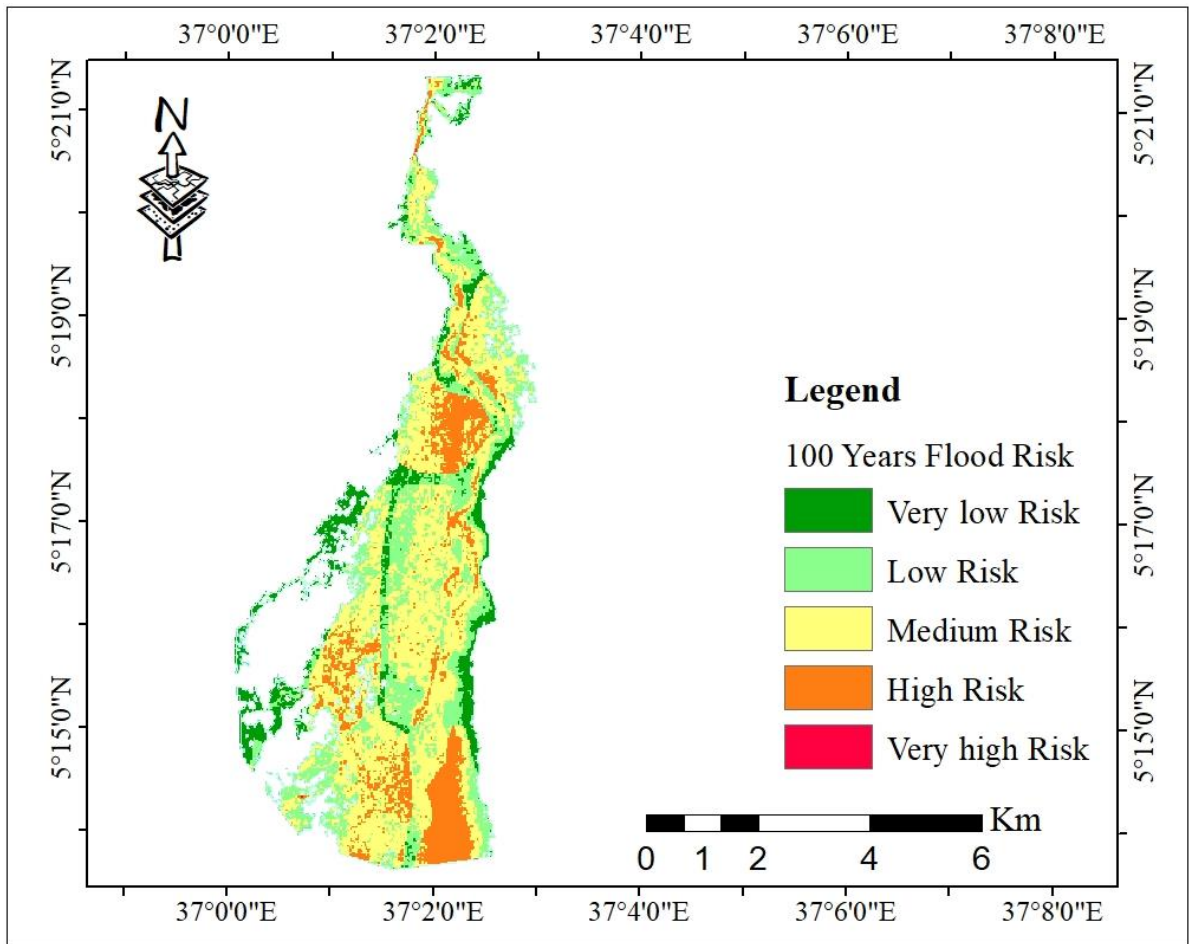 37°0'0"E 37°2'0"E 37°4'0"E 37°6'0"E 37°8'0"E
5°21'0"N 5°21'0"N
N
5°19'0"N 5°19'0"N
Legend
100 Years Flood Risk
Very low Risk
5°17'0"N 5°17'0"N
Low Risk
Medium Risk
High Risk
5°15'0"N 5°15'0"N
Very high Risk
Km
0 1 2 4 6
37°0'0"E 37°2'0"E 37°4'0"E 37°6'0"E 37°8'0"E